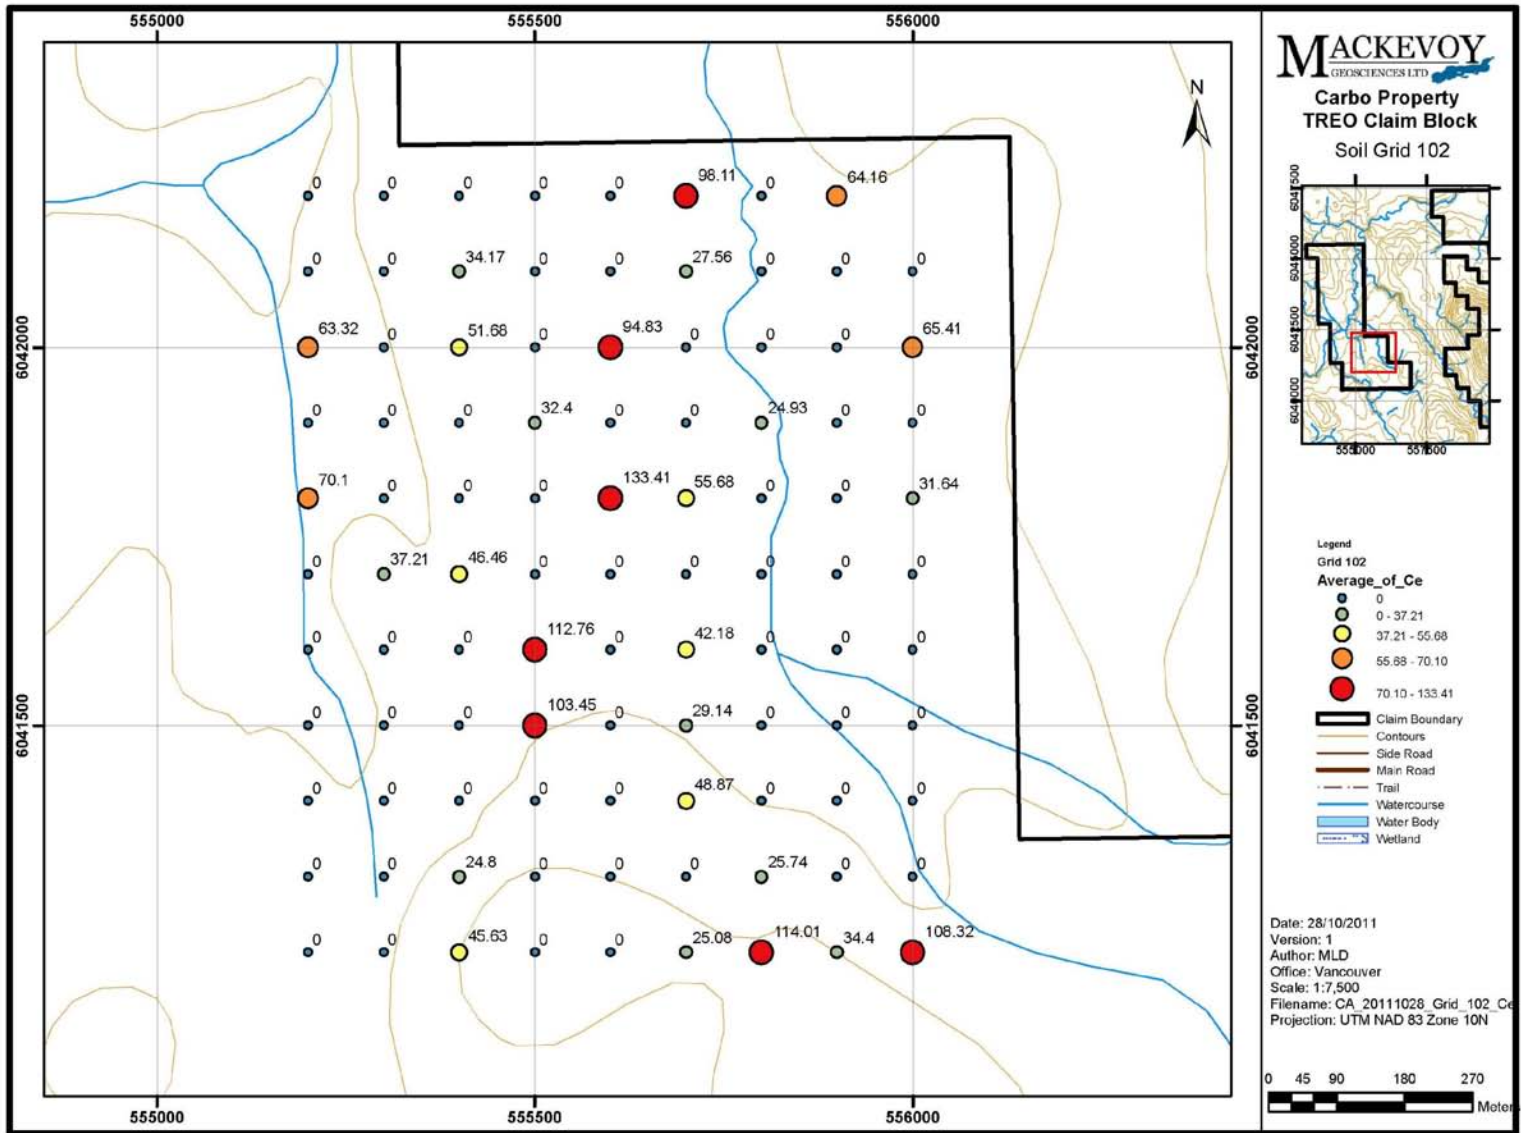 555000 555500 556000
N
98.11 64.16
0 0 0 0 0 0
34.17 27.56
0 0 0 0 0 0 0
63.32 51.68 94.83 65.41
0 0 0 0 0
6042000 6042000
32.4 24.93
0 0 0 0 0 0 0
70.1 133.41 55.68 31.64
0 0 0 0 0
37.21 46.46
0 0 0 0 0 0 0
112.76 42.18
0 0 0 0 0 0 0
103.45 29.14
0 0 0 0 0 0 0
6041500 6041500
48.87
0 0 0 0 0 0 0 0
24.8 25.74
0 0 0 0 0 0 0
45.63 25.08 114.01 34.4 108.32
0 0 0 0
555000 555500 556000
MACKEVOY
GEOSCIENCES LTD
Carbo Property
TREO Claim Block
Soil Grid 102
6047500
6045000
6042500
6040000
555000 557500
Legend
Grid 102
Average_of_Ce
0
0 - 37.21
37.21 - 55.68
55.68 - 70.10
70.10 - 133.41
Claim Boundary
Contours
Side Road
Main Road
Trail
Watercourse
Water Body
Wetland
Date: 28/10/2011
Version: 1
Author: MLD
Office: Vancouver
Scale: 1:7,500
Filename: CA_20111028_Grid_102_Ce
Projection: UTM NAD 83 Zone 10N
0 45 90 180 270
Meters